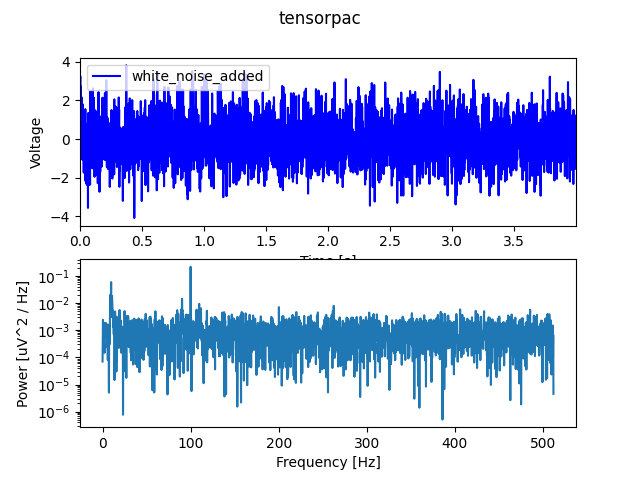 tensorpac
white_noise_added
Voltage
4
2
0
−2
−4
0.0 0.5 1.0 1.5 2.0 2.5 3.0 3.5
Time [s]
Power [uV^2 / Hz]
10^-1
10^-2
10^-3
10^-4
10^-5
10^-6
0 100 200 300 400 500
Frequency [Hz]